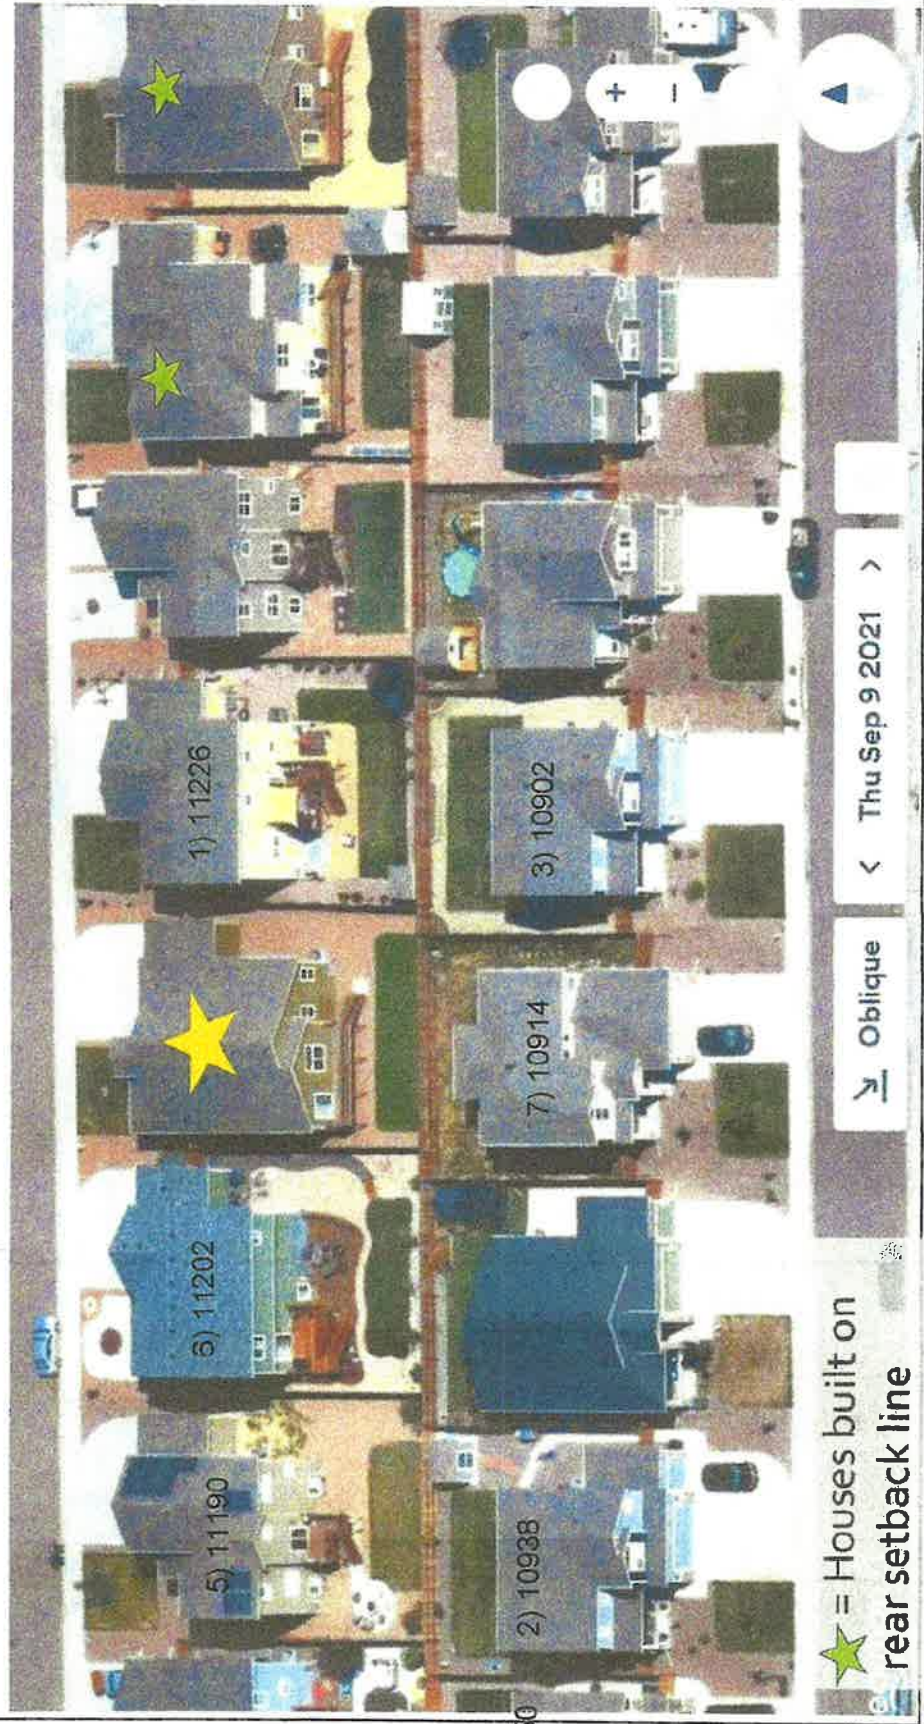 5) 11190
6) 11202
1) 11226
2) 10938
7) 10914
3) 10902
+
−
Oblique
< Thu Sep 9 2021 >
= Houses built on
rear setback line